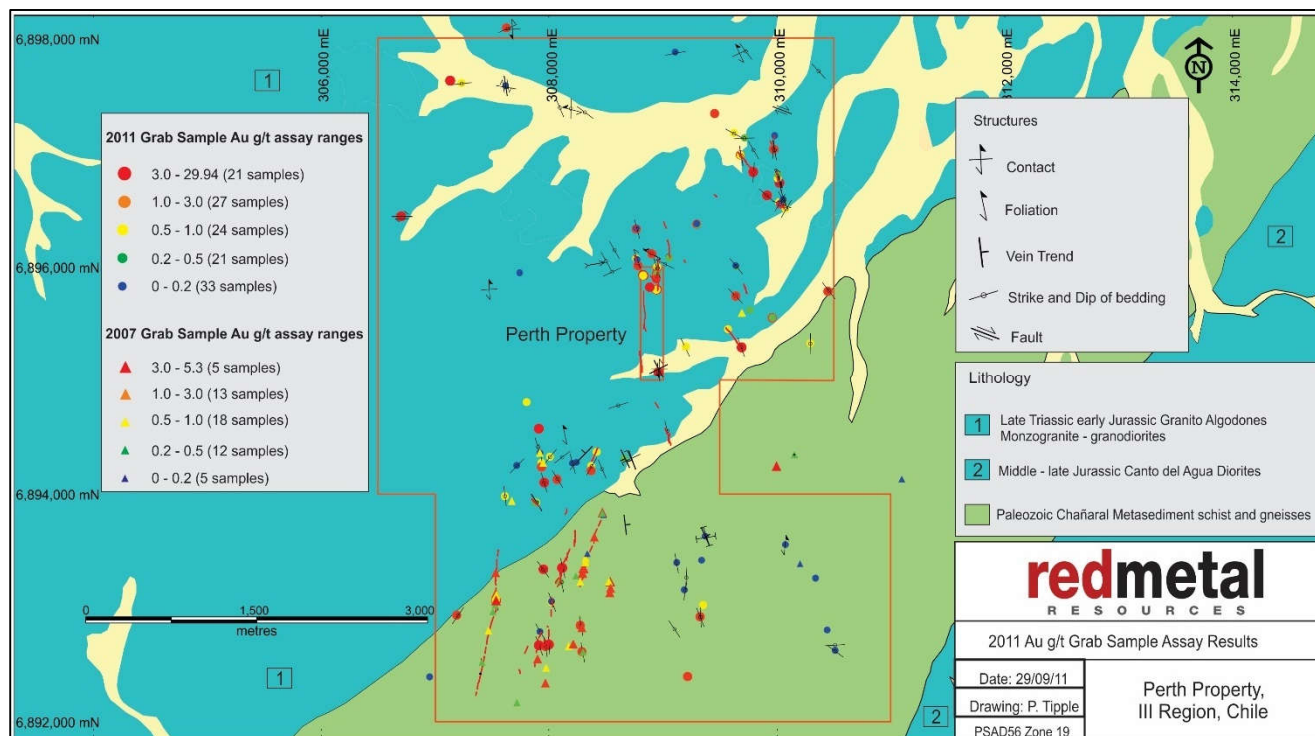 6,898,000 mN
306,000 mE
308,000 mE
310,000 mE
312,000 mE
314,000 mE
N
1
2011 Grab Sample Au g/t assay ranges
3.0 - 29.94 (21 samples)
1.0 - 3.0 (27 samples)
0.5 - 1.0 (24 samples)
0.2 - 0.5 (21 samples)
0 - 0.2 (33 samples)
2007 Grab Sample Au g/t assay ranges
3.0 - 5.3 (5 samples)
1.0 - 3.0 (13 samples)
0.5 - 1.0 (18 samples)
0.2 - 0.5 (12 samples)
0 - 0.2 (5 samples)
Structures
Contact
Foliation
Vein Trend
Strike and Dip of bedding
Fault
2
6,896,000 mN
Perth Property
Lithology
1 Late Triassic early Jurassic Granito Algodones
Monzogranite - granodiorites
2 Middle - late Jurassic Canto del Agua Diorites
Paleozoic Chañaral Metasediment schist and gneisses
6,894,000 mN
0 1,500 3,000
metres
1
6,892,000 mN
2
redmetal
RESOURCES
2011 Au g/t Grab Sample Assay Results
Date: 29/09/11
Drawing: P. Tipple
PSAD56 Zone 19
Perth Property,
III Region, Chile